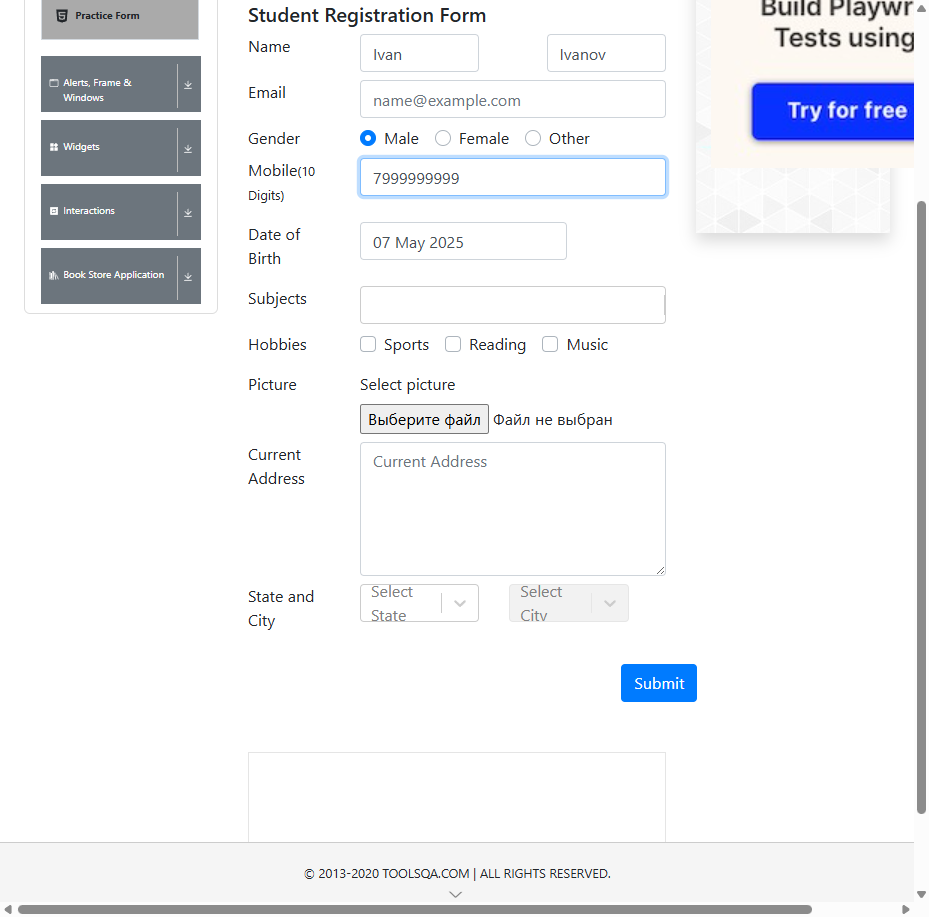 Practice Form
Alerts, Frame &
Windows
Widgets
Interactions
Book Store Application
Student Registration Form
Name
Ivan
Ivanov
Email
name@example.com
Gender
Male
Female
Other
Mobile(10
Digits)
7999999999
Date of
Birth
07 May 2025
Subjects
Hobbies
Sports
Reading
Music
Picture
Select picture
Выберите файл
Файл не выбран
Current
Address
Current Address
State and
City
Select
State
Select
City
Submit
Build Playwr
Tests using
Try for free
© 2013-2020 TOOLSQA.COM | ALL RIGHTS RESERVED.